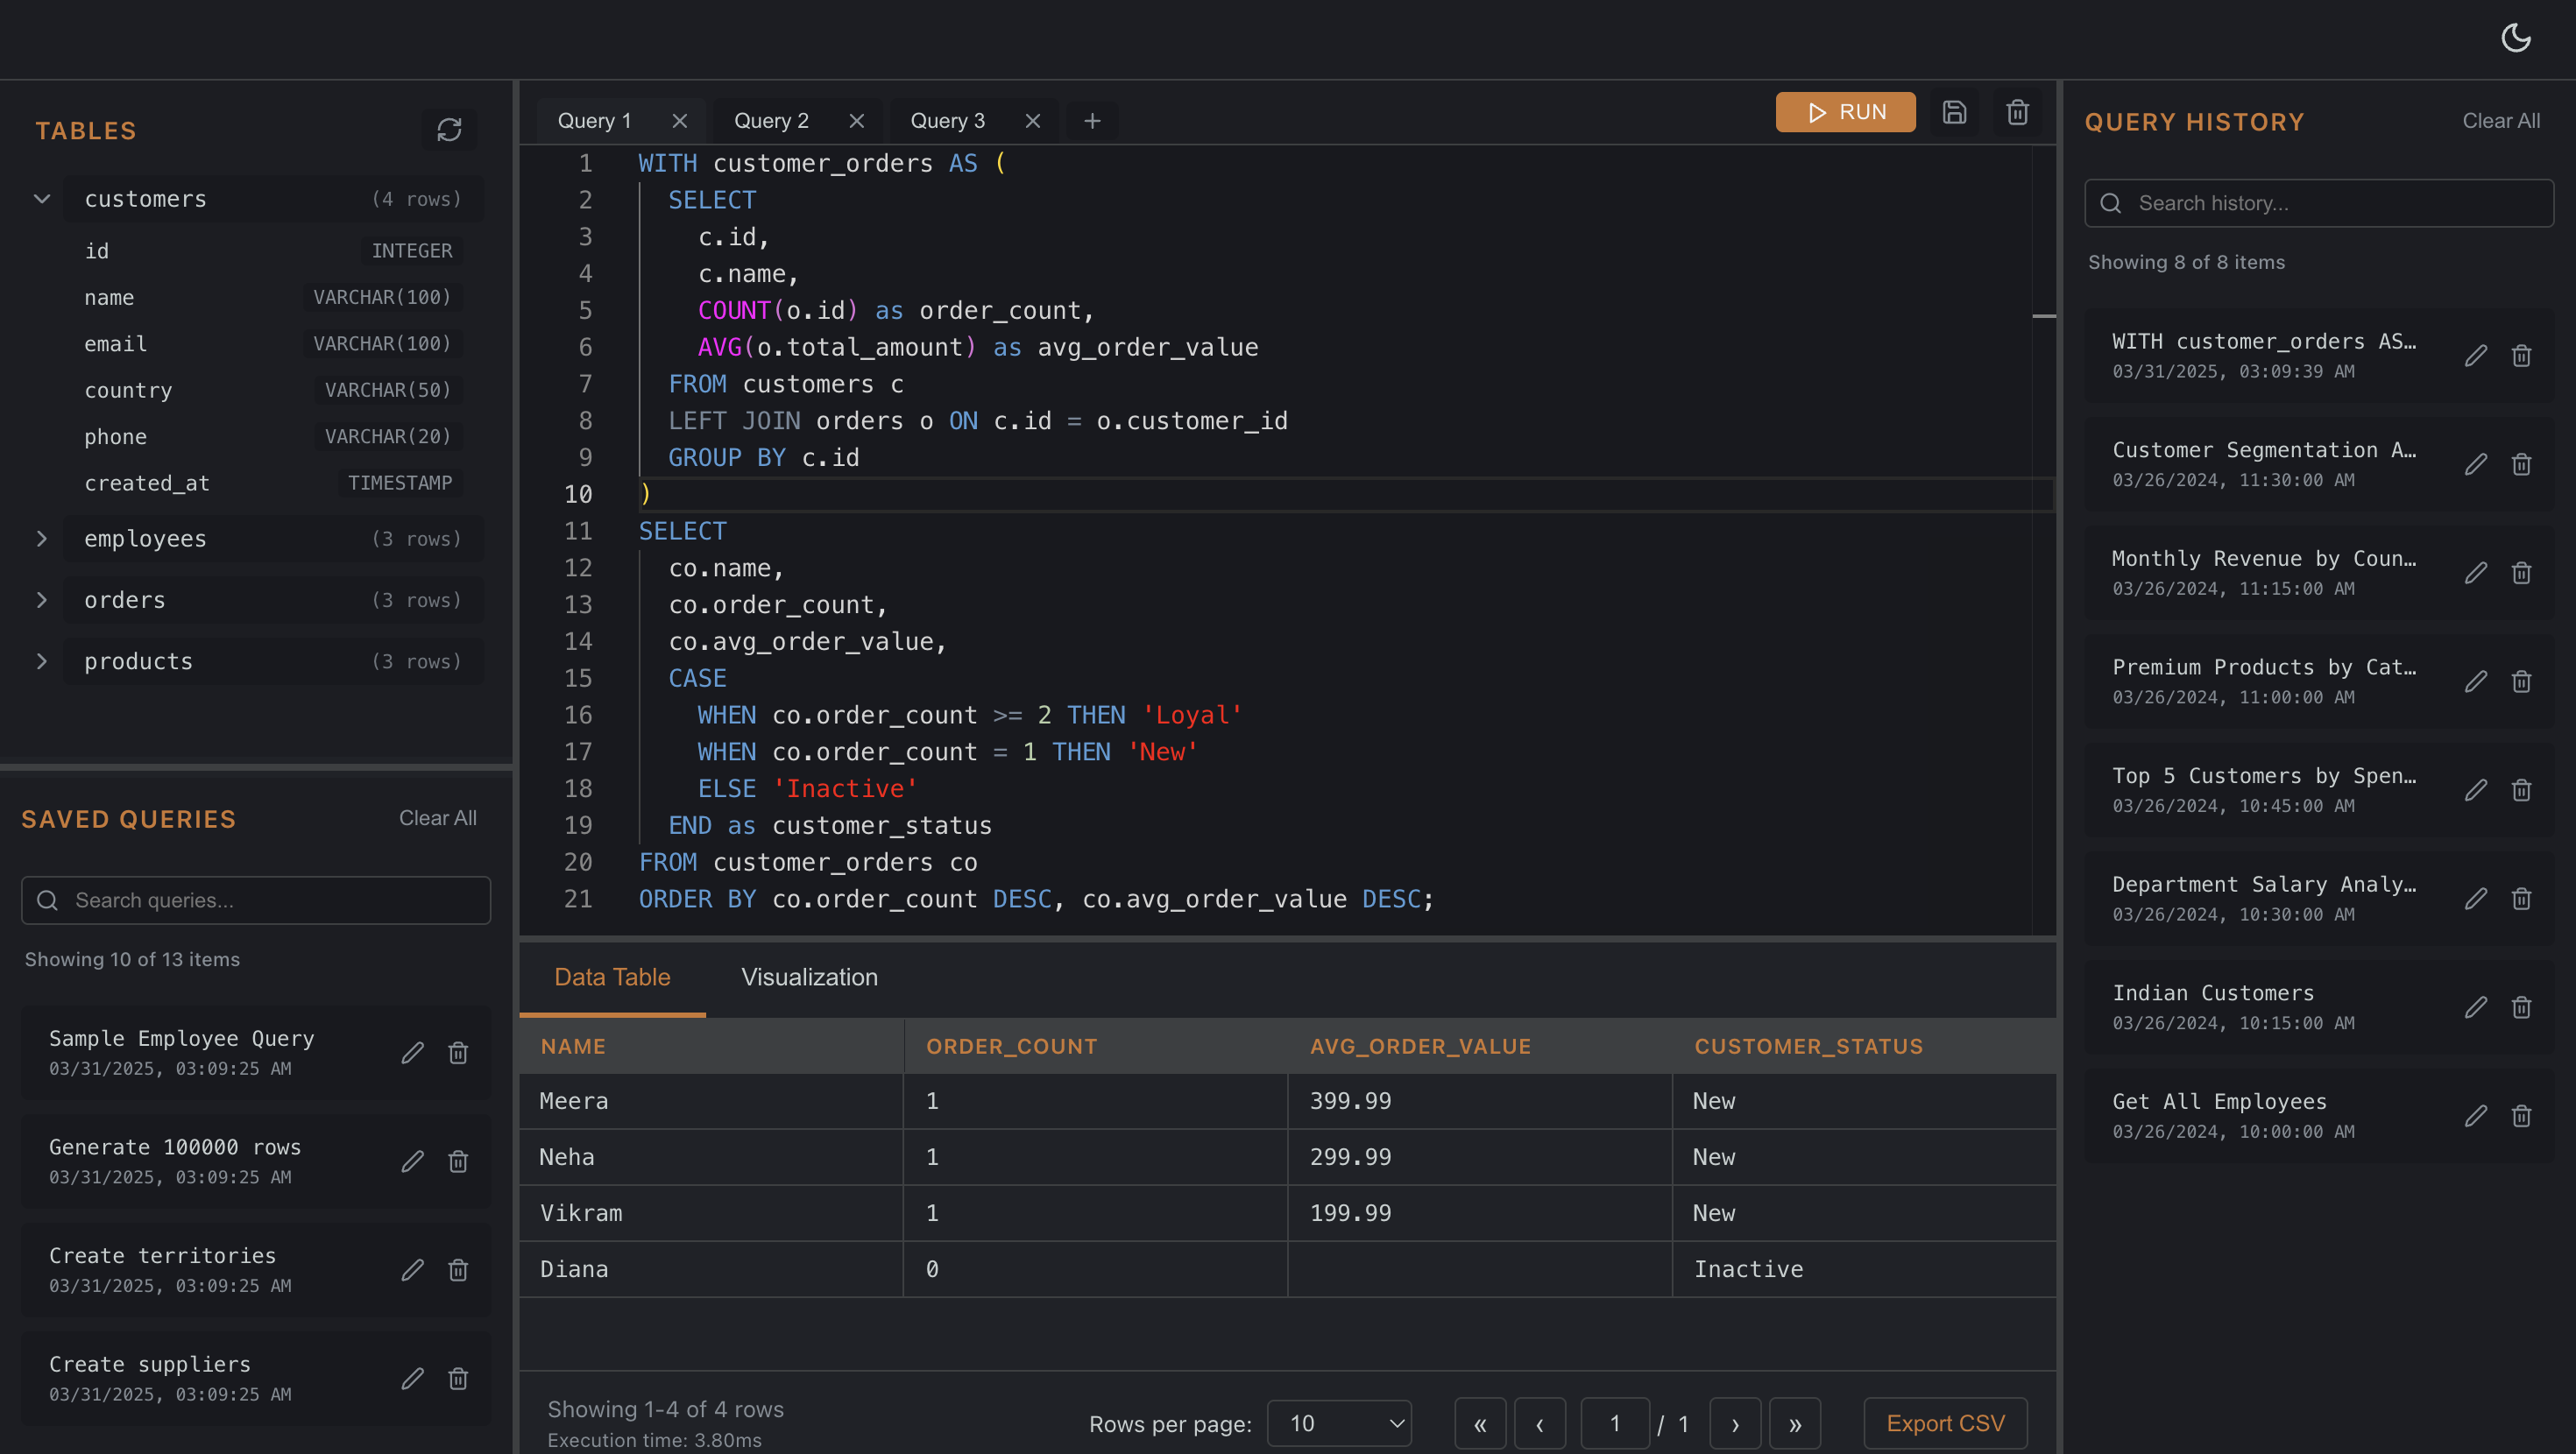 TABLES
customers (4 rows)
id INTEGER
name VARCHAR(100)
email VARCHAR(100)
country VARCHAR(50)
phone VARCHAR(20)
created_at TIMESTAMP
employees (3 rows)
orders (3 rows)
products (3 rows)
SAVED QUERIES Clear All
Search queries...
Showing 10 of 13 items
Sample Employee Query
03/31/2025, 03:09:25 AM
Generate 100000 rows
03/31/2025, 03:09:25 AM
Create territories
03/31/2025, 03:09:25 AM
Create suppliers
03/31/2025, 03:09:25 AM
Query 1 Query 2 Query 3 + RUN
1 WITH customer_orders AS (
2 SELECT
3 c.id,
4 c.name,
5 COUNT(o.id) as order_count,
6 AVG(o.total_amount) as avg_order_value
7 FROM customers c
8 LEFT JOIN orders o ON c.id = o.customer_id
9 GROUP BY c.id
10 )
11 SELECT
12 co.name,
13 co.order_count,
14 co.avg_order_value,
15 CASE
16 WHEN co.order_count >= 2 THEN 'Loyal'
17 WHEN co.order_count = 1 THEN 'New'
18 ELSE 'Inactive'
19 END as customer_status
20 FROM customer_orders co
21 ORDER BY co.order_count DESC, co.avg_order_value DESC;
Data Table Visualization
NAME ORDER_COUNT AVG_ORDER_VALUE CUSTOMER_STATUS
Meera 1 399.99 New
Neha 1 299.99 New
Vikram 1 199.99 New
Diana 0 Inactive
Showing 1-4 of 4 rows
Execution time: 3.80ms
Rows per page: 10 « ‹ 1 / 1 › » Export CSV
QUERY HISTORY Clear All
Search history...
Showing 8 of 8 items
WITH customer_orders AS…
03/31/2025, 03:09:39 AM
Customer Segmentation A…
03/26/2024, 11:30:00 AM
Monthly Revenue by Coun…
03/26/2024, 11:15:00 AM
Premium Products by Cat…
03/26/2024, 11:00:00 AM
Top 5 Customers by Spen…
03/26/2024, 10:45:00 AM
Department Salary Analy…
03/26/2024, 10:30:00 AM
Indian Customers
03/26/2024, 10:15:00 AM
Get All Employees
03/26/2024, 10:00:00 AM